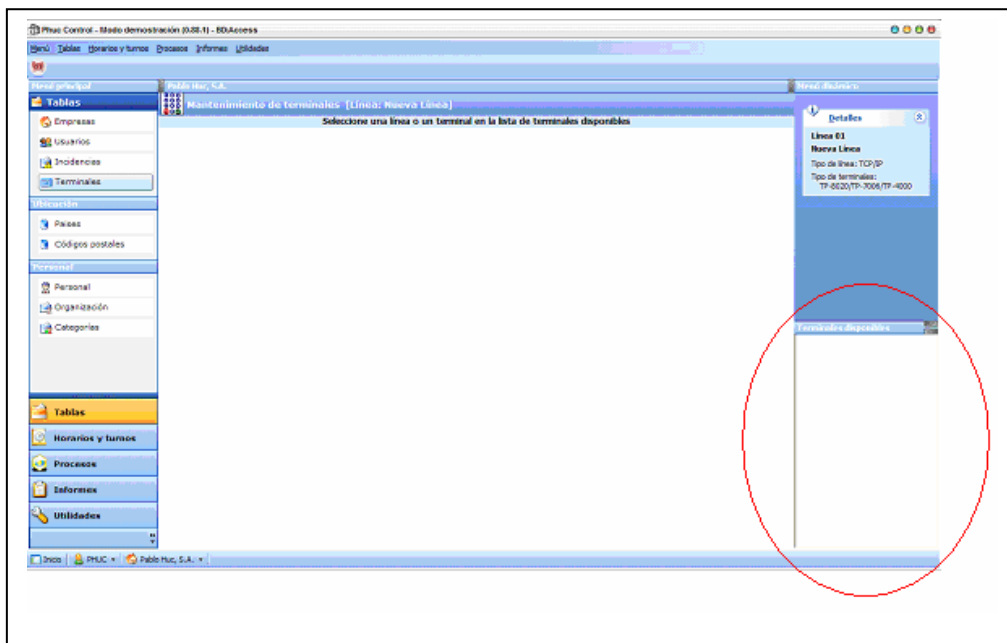 Phuc Control - Modo demostración (0.88.1) - BD:Access
Menú Tablas Horarios y turnos Procesos Informes Utilidades
Menú principal
Pablo Huc, S.A.
Menú dinámico
Tablas
Mantenimiento de terminales [Línea: Nueva Línea]
Seleccione una línea o un terminal en la lista de terminales disponibles
Empresas
Usuarios
Incidencias
Terminales
Ubicación
Paises
Códigos postales
Personal
Personal
Organización
Categorías
Tablas
Horarios y turnos
Procesos
Informes
Utilidades
Detalles
Línea 01
Nueva Línea
Tipo de línea: TCP/IP
Tipo de terminales:
TP-8020/TP-7006/TP-4000
Terminales disponibles
Inicio PHUC Pablo Huc, S.A.